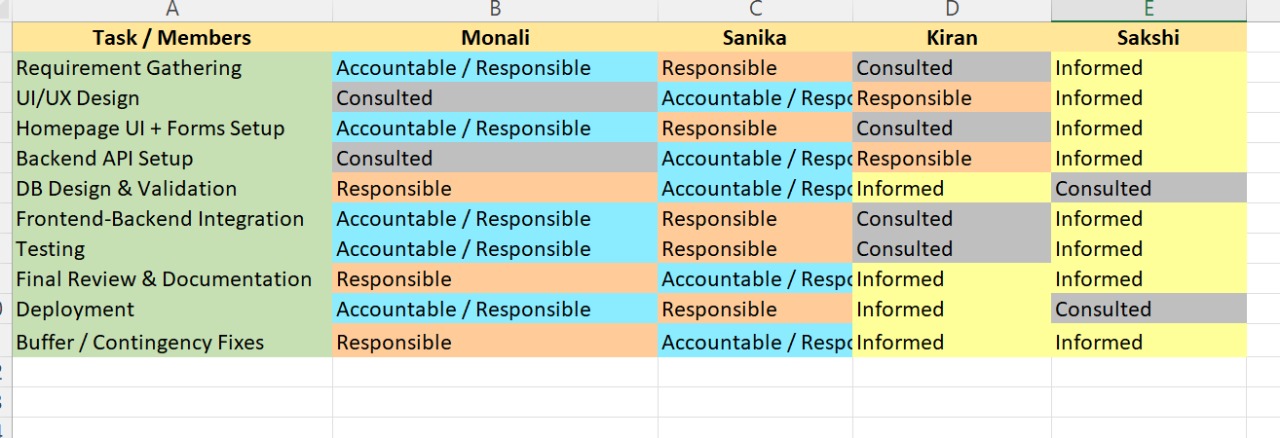 A B C D E
Task / Members Monali Sanika Kiran Sakshi
Requirement Gathering Accountable / Responsible Responsible Consulted Informed
UI/UX Design Consulted Accountable / Respo Responsible Informed
Homepage UI + Forms Setup Accountable / Responsible Responsible Consulted Informed
Backend API Setup Consulted Accountable / Respo Responsible Informed
DB Design & Validation Responsible Accountable / Respo Informed Consulted
Frontend-Backend Integration Accountable / Responsible Responsible Consulted Informed
Testing Accountable / Responsible Responsible Consulted Informed
Final Review & Documentation Responsible Accountable / Respo Informed Informed
Deployment Accountable / Responsible Responsible Informed Consulted
Buffer / Contingency Fixes Responsible Accountable / Respo Informed Informed